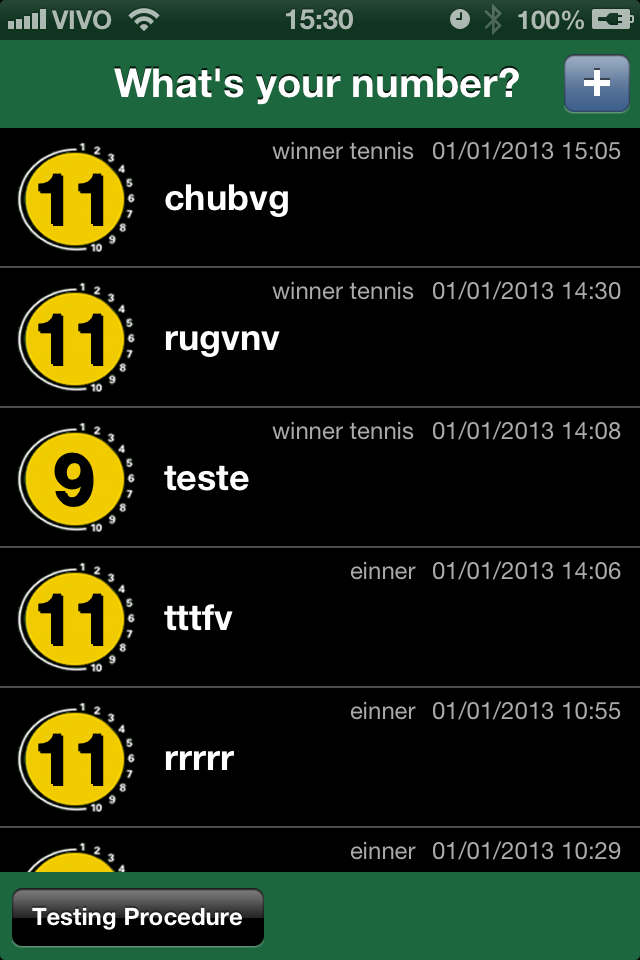 VIVO 15:30 100%
What's your number? +
winner tennis 01/01/2013 15:05
1 2 3 4 5 6 7 8 9 10
11 chubvg
winner tennis 01/01/2013 14:30
1 2 3 4 5 6 7 8 9 10
11 rugvnv
winner tennis 01/01/2013 14:08
1 2 3 4 5 6 7 8 9 10
9 teste
einner 01/01/2013 14:06
1 2 3 4 5 6 7 8 9 10
11 tttfv
einner 01/01/2013 10:55
1 2 3 4 5 6 7 8 9 10
11 rrrrr
einner 01/01/2013 10:29
1 2 3 4
Testing Procedure